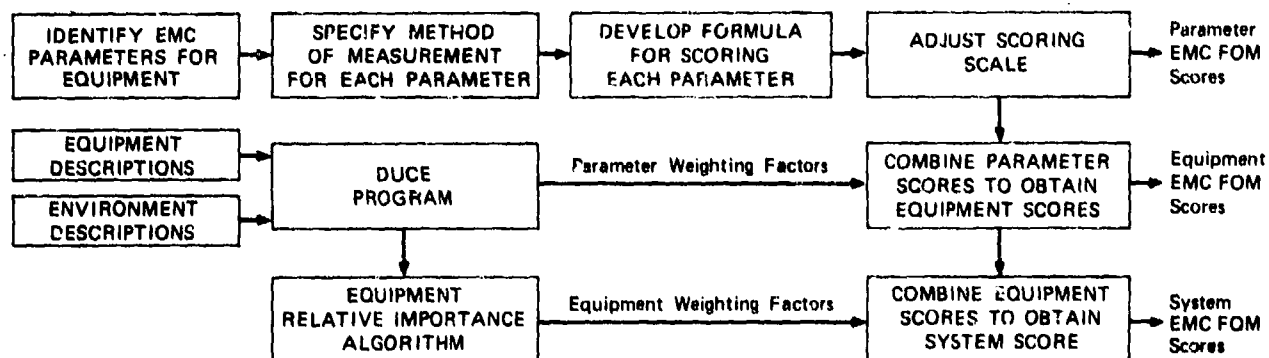 IDENTIFY EMC
PARAMETERS FOR
EQUIPMENT
SPECIFY METHOD
OF MEASUREMENT
FOR EACH PARAMETER
DEVELOP FORMULA
FOR SCORING
EACH PARAMETER
ADJUST SCORING
SCALE
Parameter
EMC FOM
Scores
EQUIPMENT
DESCRIPTIONS
ENVIRONMENT
DESCRIPTIONS
DUCE
PROGRAM
Parameter Weighting Factors
COMBINE PARAMETER
SCORES TO OBTAIN
EQUIPMENT SCORES
Equipment
EMC FOM
Scores
EQUIPMENT
RELATIVE IMPORTANCE
ALGORITHM
Equipment Weighting Factors
COMBINE EQUIPMENT
SCORES TO OBTAIN
SYSTEM SCORE
System
EMC FOM
Scores